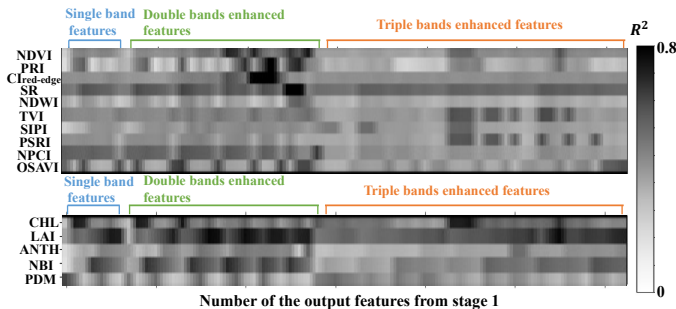 Single band
features
Double bands enhanced
features
Triple bands enhanced features
R²
0.8
NDVI
PRI
CIred-edge
SR
NDWI
TVI
SIPI
PSRI
NPCI
OSAVI
Single band
features
Double bands enhanced
features
Triple bands enhanced features
CHL
LAI
ANTH
NBI
PDM
0
Number of the output features from stage 1